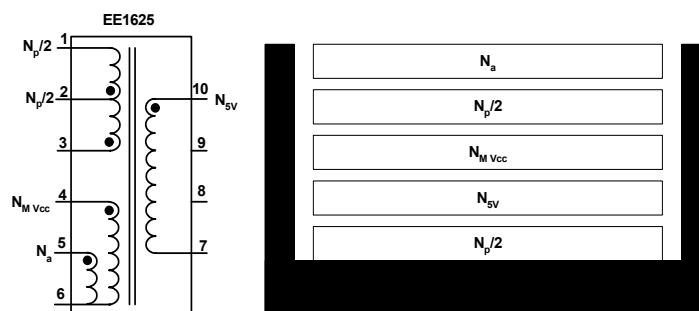 EE1625
N_p/2 1
N_p/2 2
3
N_M Vcc 4
N_a 5
6
10 N_5V
9
8
7
N_a
N_p/2
N_M Vcc
N_5V
N_p/2